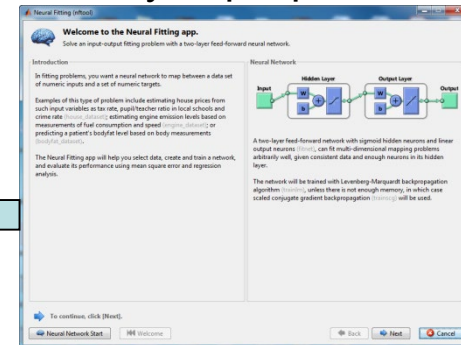 Neural Fitting (nftool)
Welcome to the Neural Fitting app.
Solve an input-output fitting problem with a two-layer feed-forward neural network.
Introduction
In fitting problems, you want a neural network to map between a data set
of numeric inputs and a set of numeric targets.
Examples of this type of problem include estimating house prices from
such input variables as tax rate, pupil/teacher ratio in local schools and
crime rate (house_dataset); estimating engine emission levels based on
measurements of fuel consumption and speed (engine_dataset); or
predicting a patient's bodyfat level based on body measurements
(bodyfat_dataset).
The Neural Fitting app will help you select data, create and train a network,
and evaluate its performance using mean square error and regression
analysis.
Neural Network
Hidden Layer
Output Layer
Input
Output
W
b
W
b
A two-layer feed-forward network with sigmoid hidden neurons and linear
output neurons (fitnet), can fit multi-dimensional mapping problems
arbitrarily well, given consistent data and enough neurons in its hidden
layer.
The network will be trained with Levenberg-Marquardt backpropagation
algorithm (trainlm), unless there is not enough memory, in which case
scaled conjugate gradient backpropagation (trainscg) will be used.
To continue, click [Next].
Neural Network Start
Welcome
Back
Next
Cancel